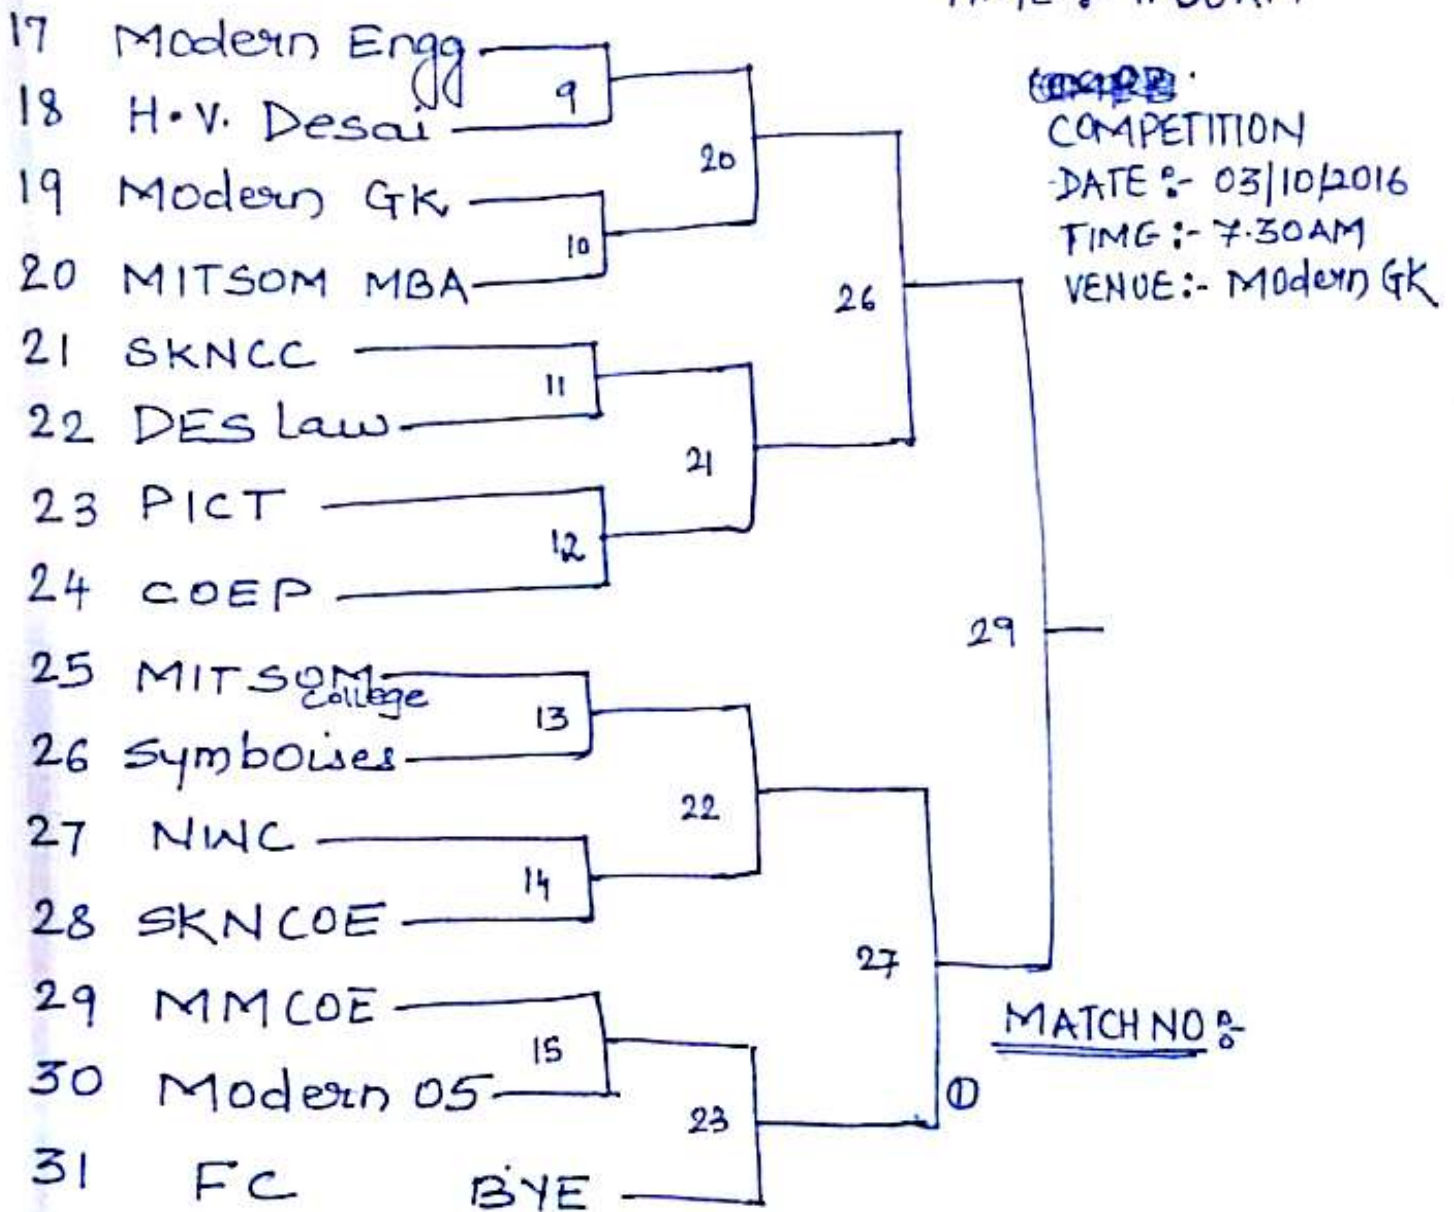 17 Modern Engg
18 H.V. Desai
9
19 Modern GK
20 MITSOM MBA
10
20
21 SKNCC
22 DES Law
11
23 PICT
24 COEP
12
21
26
25 MITSOM College
26 Symboises
13
27 NWC
28 SKNCOE
14
22
29 MMCOE
30 Modern 05
15
31 FC BYE
23
27
①
29
COMPETITION
DATE :- 03/10/2016
TIMG :- 7.30AM
VENUE :- Modern GK
MATCH NO :-